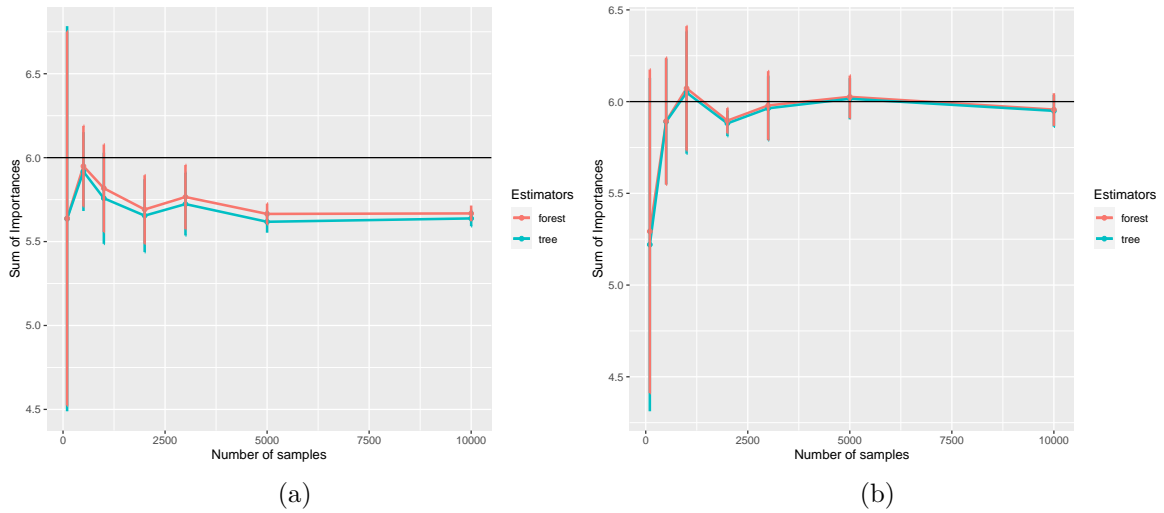 6.5
6.0
5.5
5.0
4.5
Sum of Importances
0
2500
5000
7500
10000
Number of samples
Estimators
forest
tree
(a)
6.5
6.0
5.5
5.0
4.5
Sum of Importances
0
2500
5000
7500
10000
Number of samples
Estimators
forest
tree
(b)